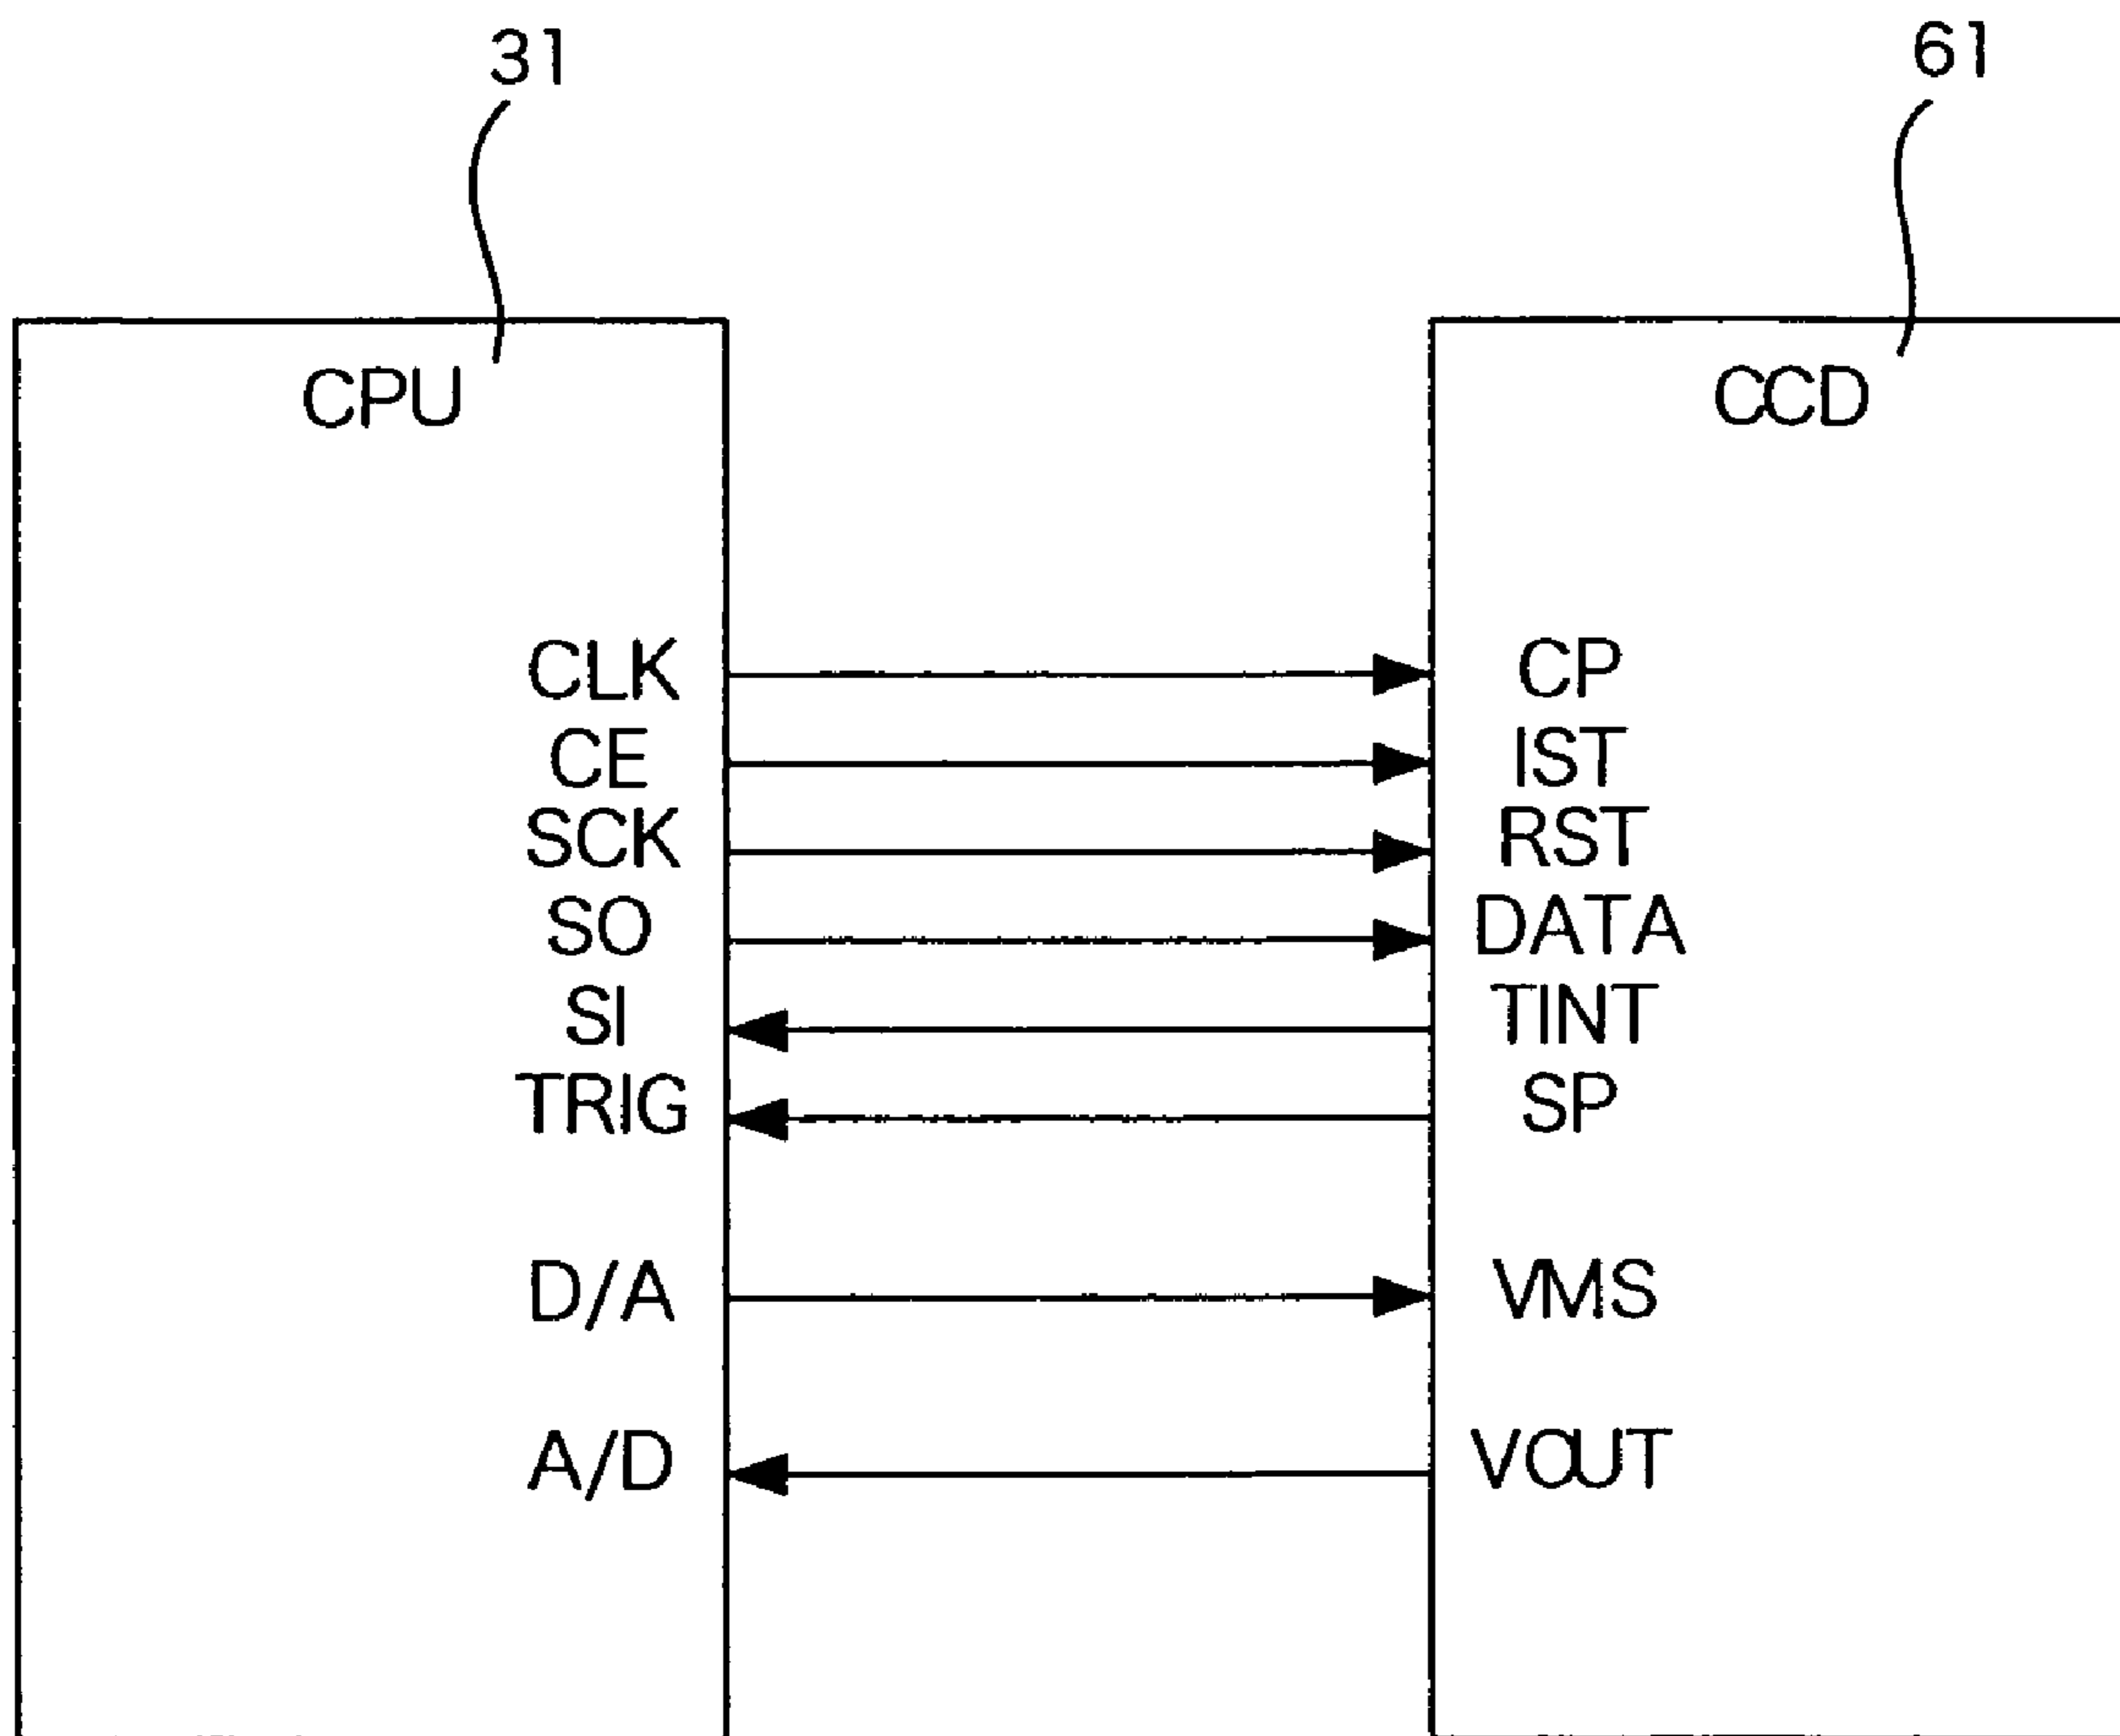 31 61
CPU CCD
CLK CP
CE IST
SCK RST
SO DATA
SI TINT
TRIG SP
D/A VMS
A/D VOUT